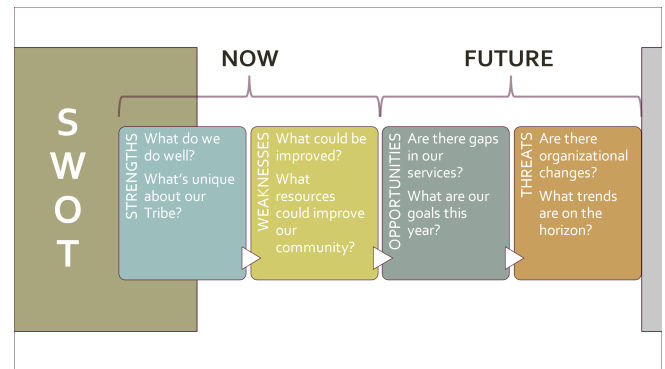 NOW
FUTURE
S
W
O
T
STRENGTHS
What do we
do well?
What's unique
about our
Tribe?
WEAKNESSES
What could be
improved?
What
resources
could improve
our
community?
OPPORTUNITIES
Are there gaps
in our
services?
What are our
goals this
year?
THREATS
Are there
organizational
changes?
What trends
are on the
horizon?